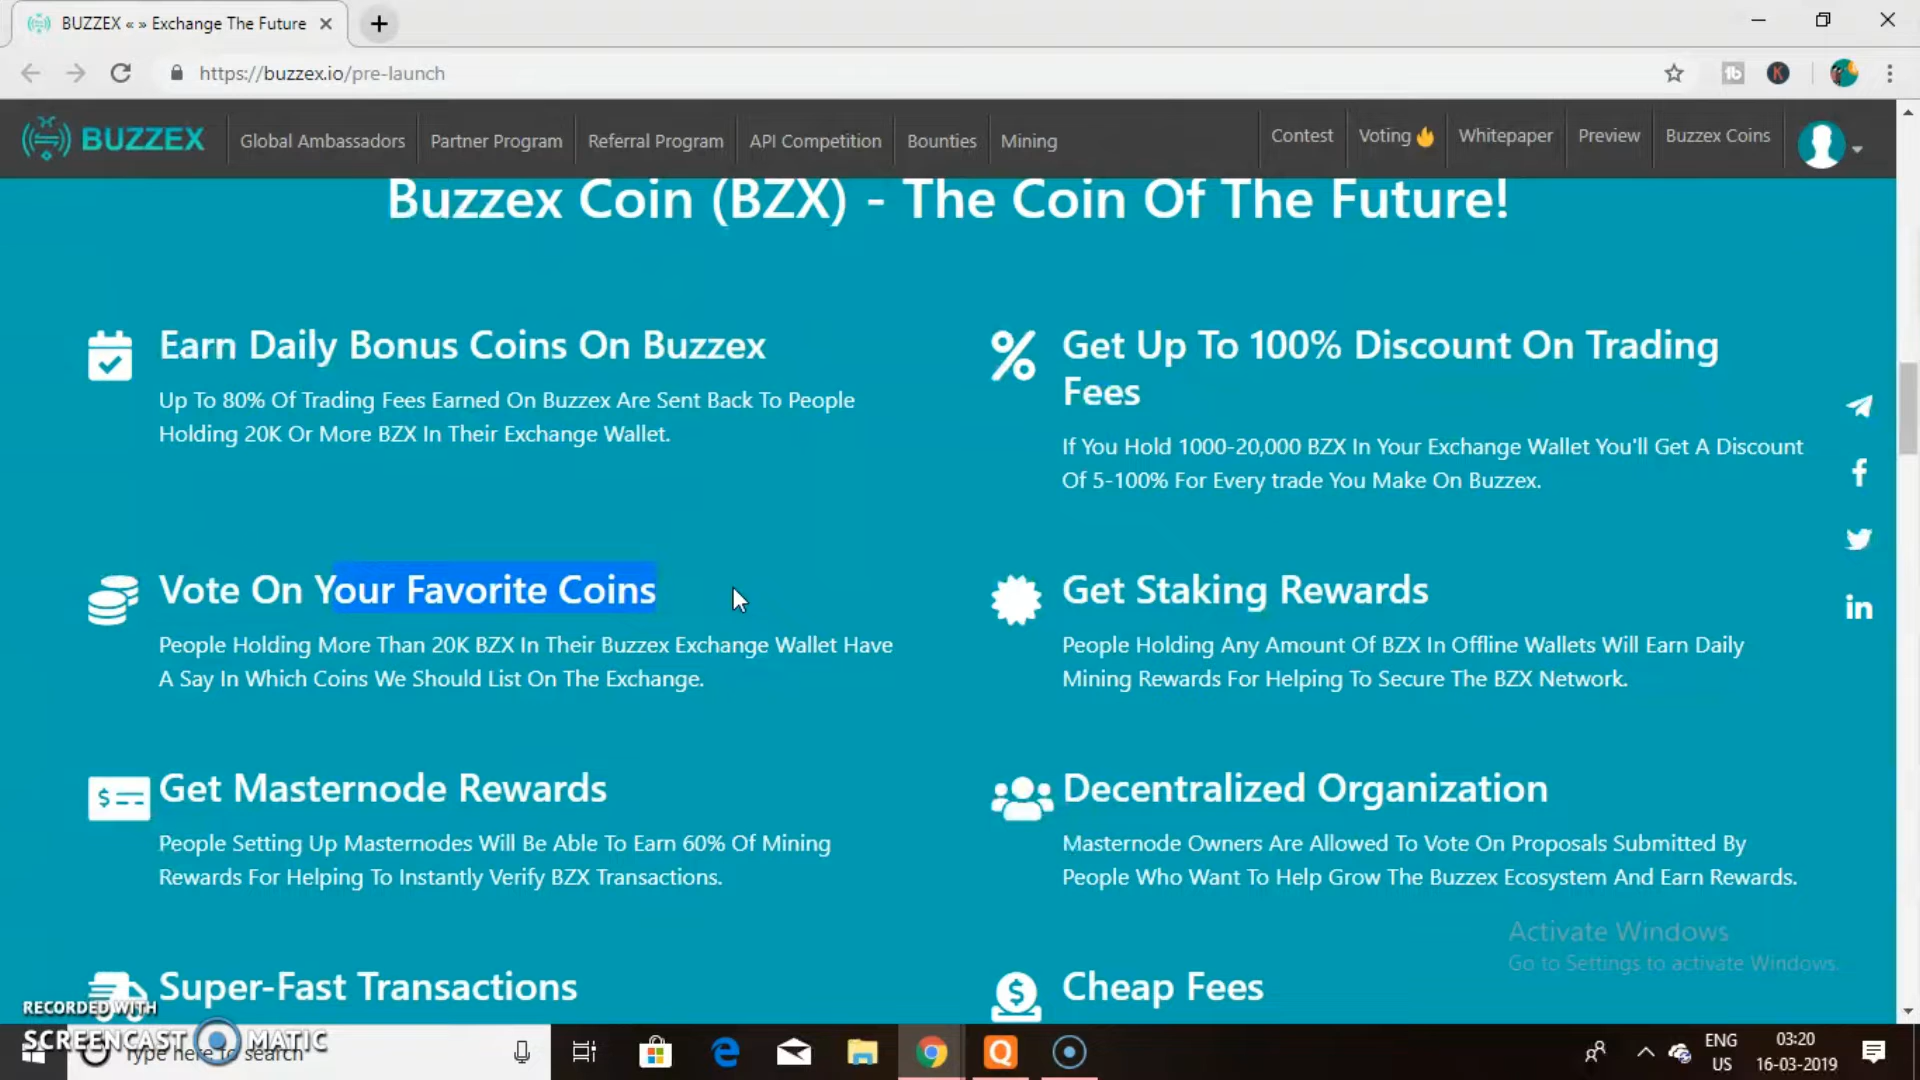 BUZZEX « » Exchange The Future
https://buzzex.io/pre-launch
BUZZEX
Global Ambassadors
Partner Program
Referral Program
API Competition
Bounties
Mining
Contest
Voting
Whitepaper
Preview
Buzzex Coins
Buzzex Coin (BZX) - The Coin Of The Future!
Earn Daily Bonus Coins On Buzzex
Up To 80% Of Trading Fees Earned On Buzzex Are Sent Back To People
Holding 20K Or More BZX In Their Exchange Wallet.
Get Up To 100% Discount On Trading
Fees
If You Hold 1000-20,000 BZX In Your Exchange Wallet You'll Get A Discount
Of 5-100% For Every trade You Make On Buzzex.
Vote On Your Favorite Coins
People Holding More Than 20K BZX In Their Buzzex Exchange Wallet Have
A Say In Which Coins We Should List On The Exchange.
Get Staking Rewards
People Holding Any Amount Of BZX In Offline Wallets Will Earn Daily
Mining Rewards For Helping To Secure The BZX Network.
Get Masternode Rewards
People Setting Up Masternodes Will Be Able To Earn 60% Of Mining
Rewards For Helping To Instantly Verify BZX Transactions.
Decentralized Organization
Masternode Owners Are Allowed To Vote On Proposals Submitted By
People Who Want To Help Grow The Buzzex Ecosystem And Earn Rewards.
Super-Fast Transactions
Cheap Fees
Activate Windows
Go to Settings to activate Windows.
RECORDED WITH
SCREENCAST MATIC
Type here to search
ENG
US
03:20
16-03-2019